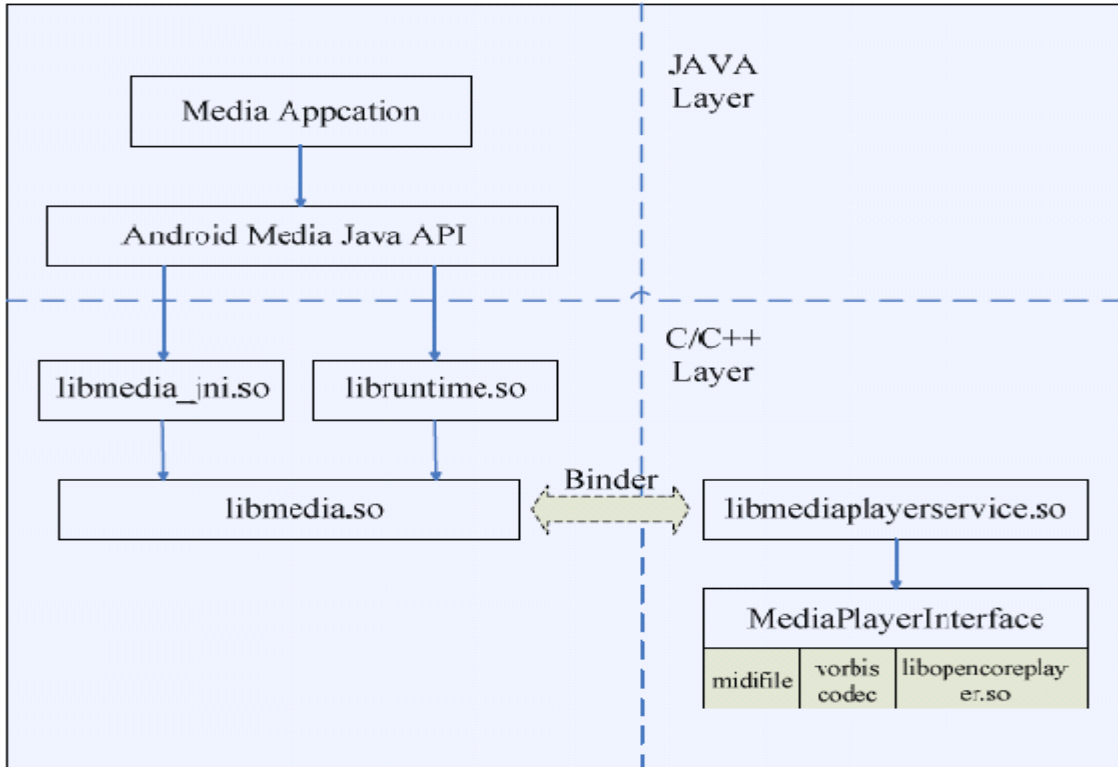 JAVA
Layer
Media Appcation
Android Media Java API
C/C++
Layer
libmedia_jni.so
libruntime.so
Binder
libmedia.so
libmediaplayerservice.so
MediaPlayerInterface
midifile
vorbis
codec
libopencoreplay
er.so